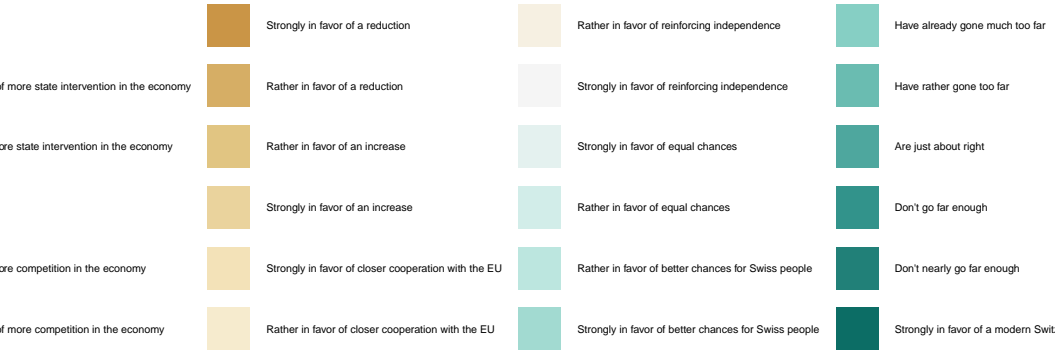 more state intervention in the economy
state intervention in the economy
competition in the economy
of more competition in the economy
Strongly in favor of a reduction
Rather in favor of a reduction
Rather in favor of an increase
Strongly in favor of an increase
Strongly in favor of closer cooperation with the EU
Rather in favor of closer cooperation with the EU
Rather in favor of reinforcing independence
Strongly in favor of reinforcing independence
Strongly in favor of equal chances
Rather in favor of equal chances
Rather in favor of better chances for Swiss people
Strongly in favor of better chances for Swiss people
Have already gone much too far
Have rather gone too far
Are just about right
Don't go far enough
Don't nearly go far enough
Strongly in favor of a modern